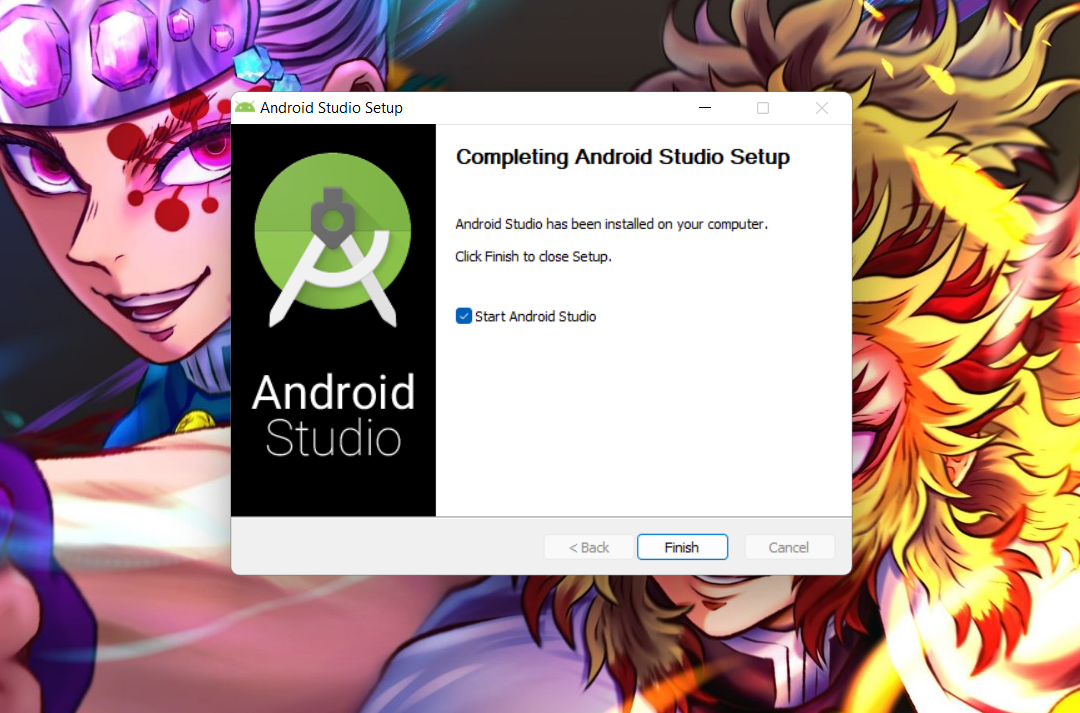 Android Studio Setup
Completing Android Studio Setup
Android Studio has been installed on your computer.
Click Finish to close Setup.
Start Android Studio
Android
Studio
< Back
Finish
Cancel